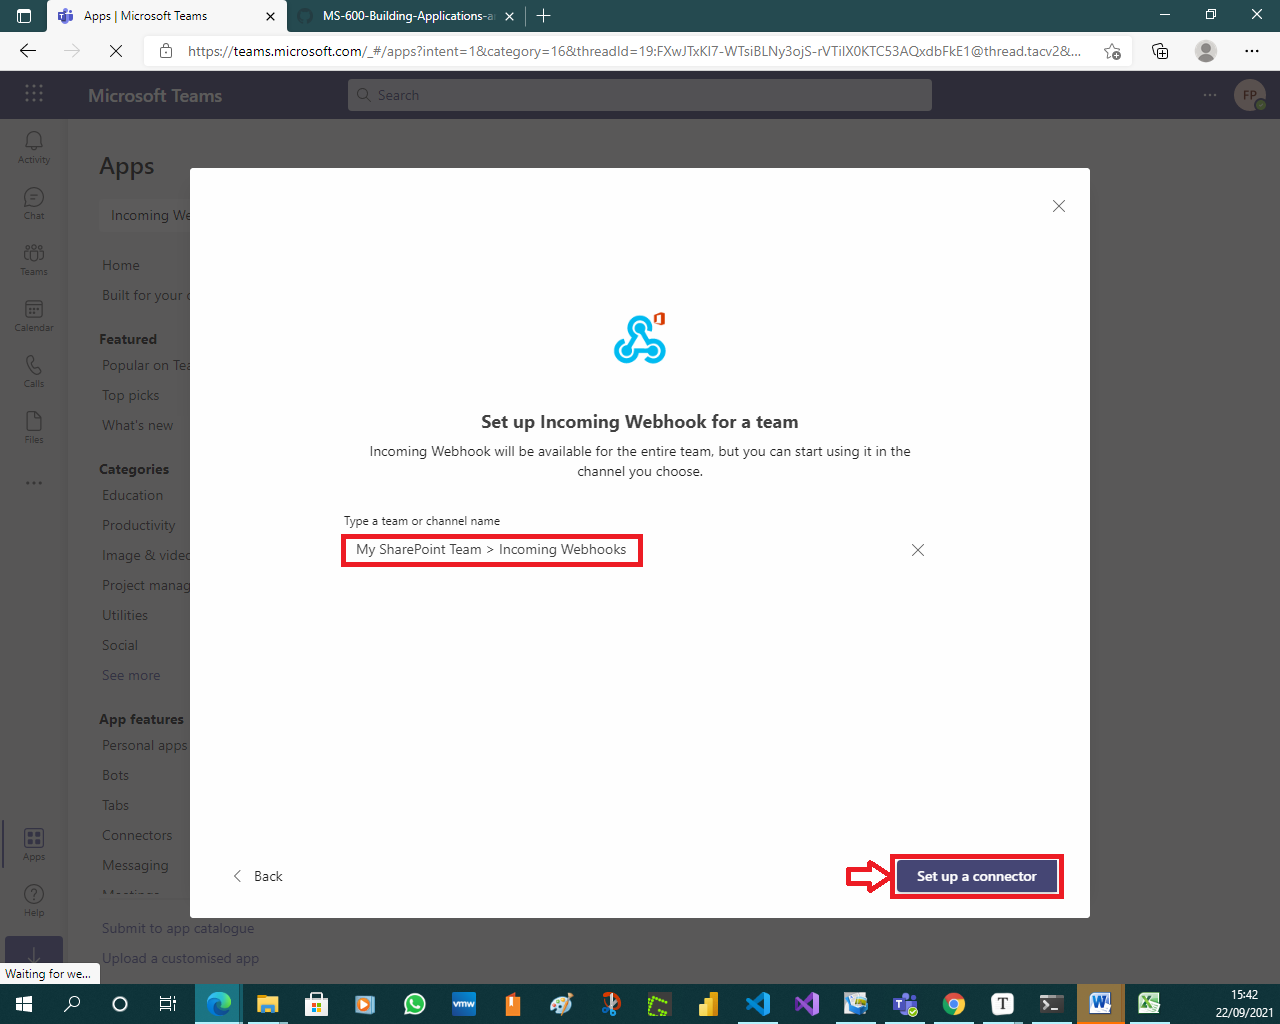 Apps | Microsoft Teams
MS-600-Building-Applications-a
https://teams.microsoft.com/_#/apps?intent=1&category=16&threadId=19:FXwJTxKI7-WTsiBLNy3ojS-rVTilX0KTC53AQxdbFkE1@thread.tacv2&...
Microsoft Teams
Search
FP
Activity
Chat
Teams
Calendar
Calls
Files
Apps
Help
Apps
Incoming We
Home
Built for your
Featured
Popular on Tea
Top picks
What's new
Categories
Education
Productivity
Image & video
Project manag
Utilities
Social
See more
App features
Personal apps
Bots
Tabs
Connectors
Messaging
Meetings
Submit to app catalogue
Upload a customised app
Set up Incoming Webhook for a team
Incoming Webhook will be available for the entire team, but you can start using it in the
channel you choose.
Type a team or channel name
My SharePoint Team > Incoming Webhooks
Back
Set up a connector
Waiting for we...
vmw
T
15:42
22/09/2021